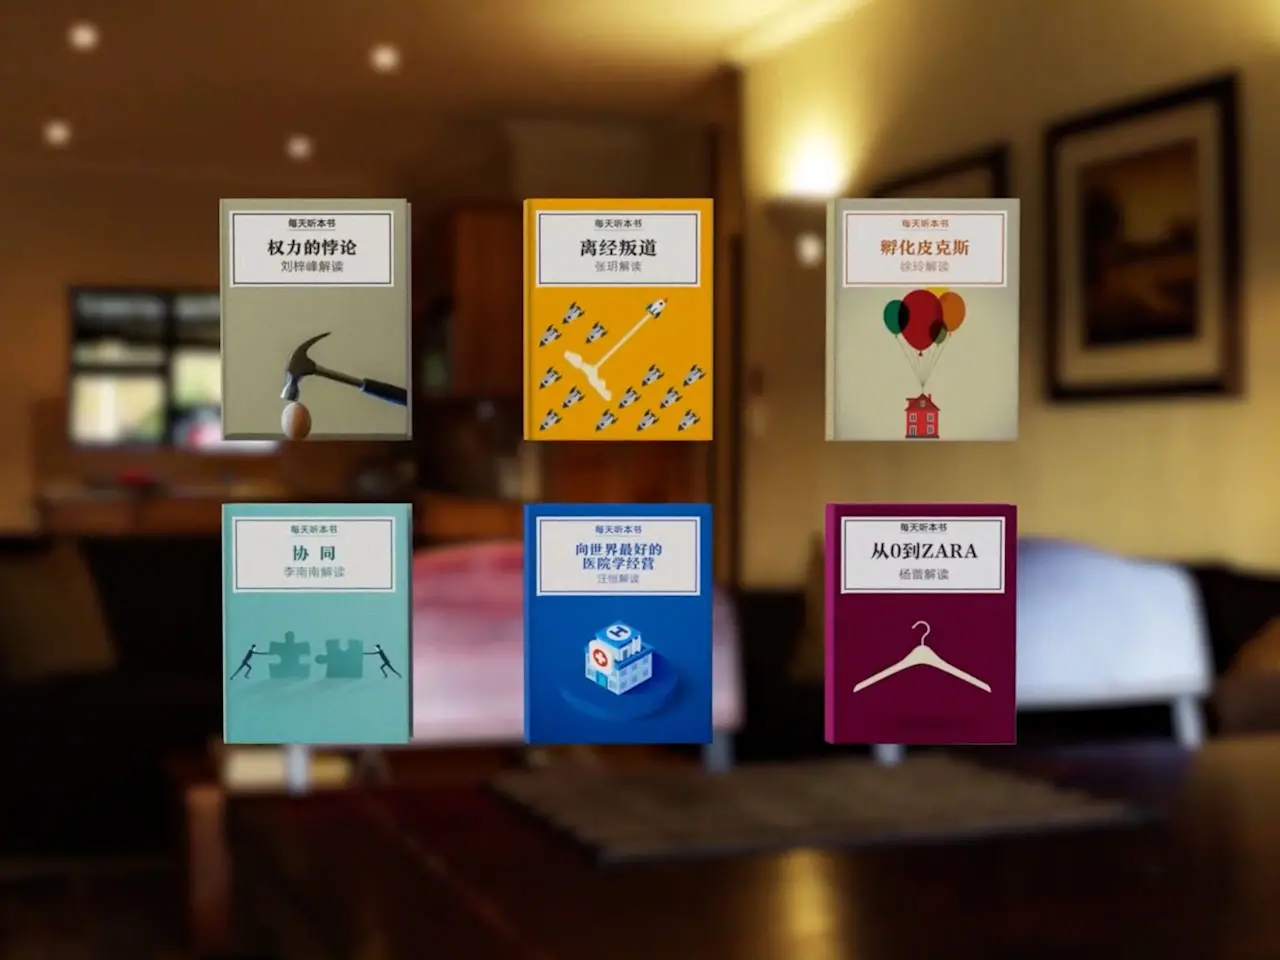 每天听本书
权力的悖论
刘梓峰解读
每天听本书
离经叛道
张玥解读
每天听本书
孵化皮克斯
徐玲解读
每天听本书
协 同
李南南解读
每天听本书
向世界最好的
医院学经营
汪恒解读
每天听本书
从0到ZARA
杨蕾解读
H